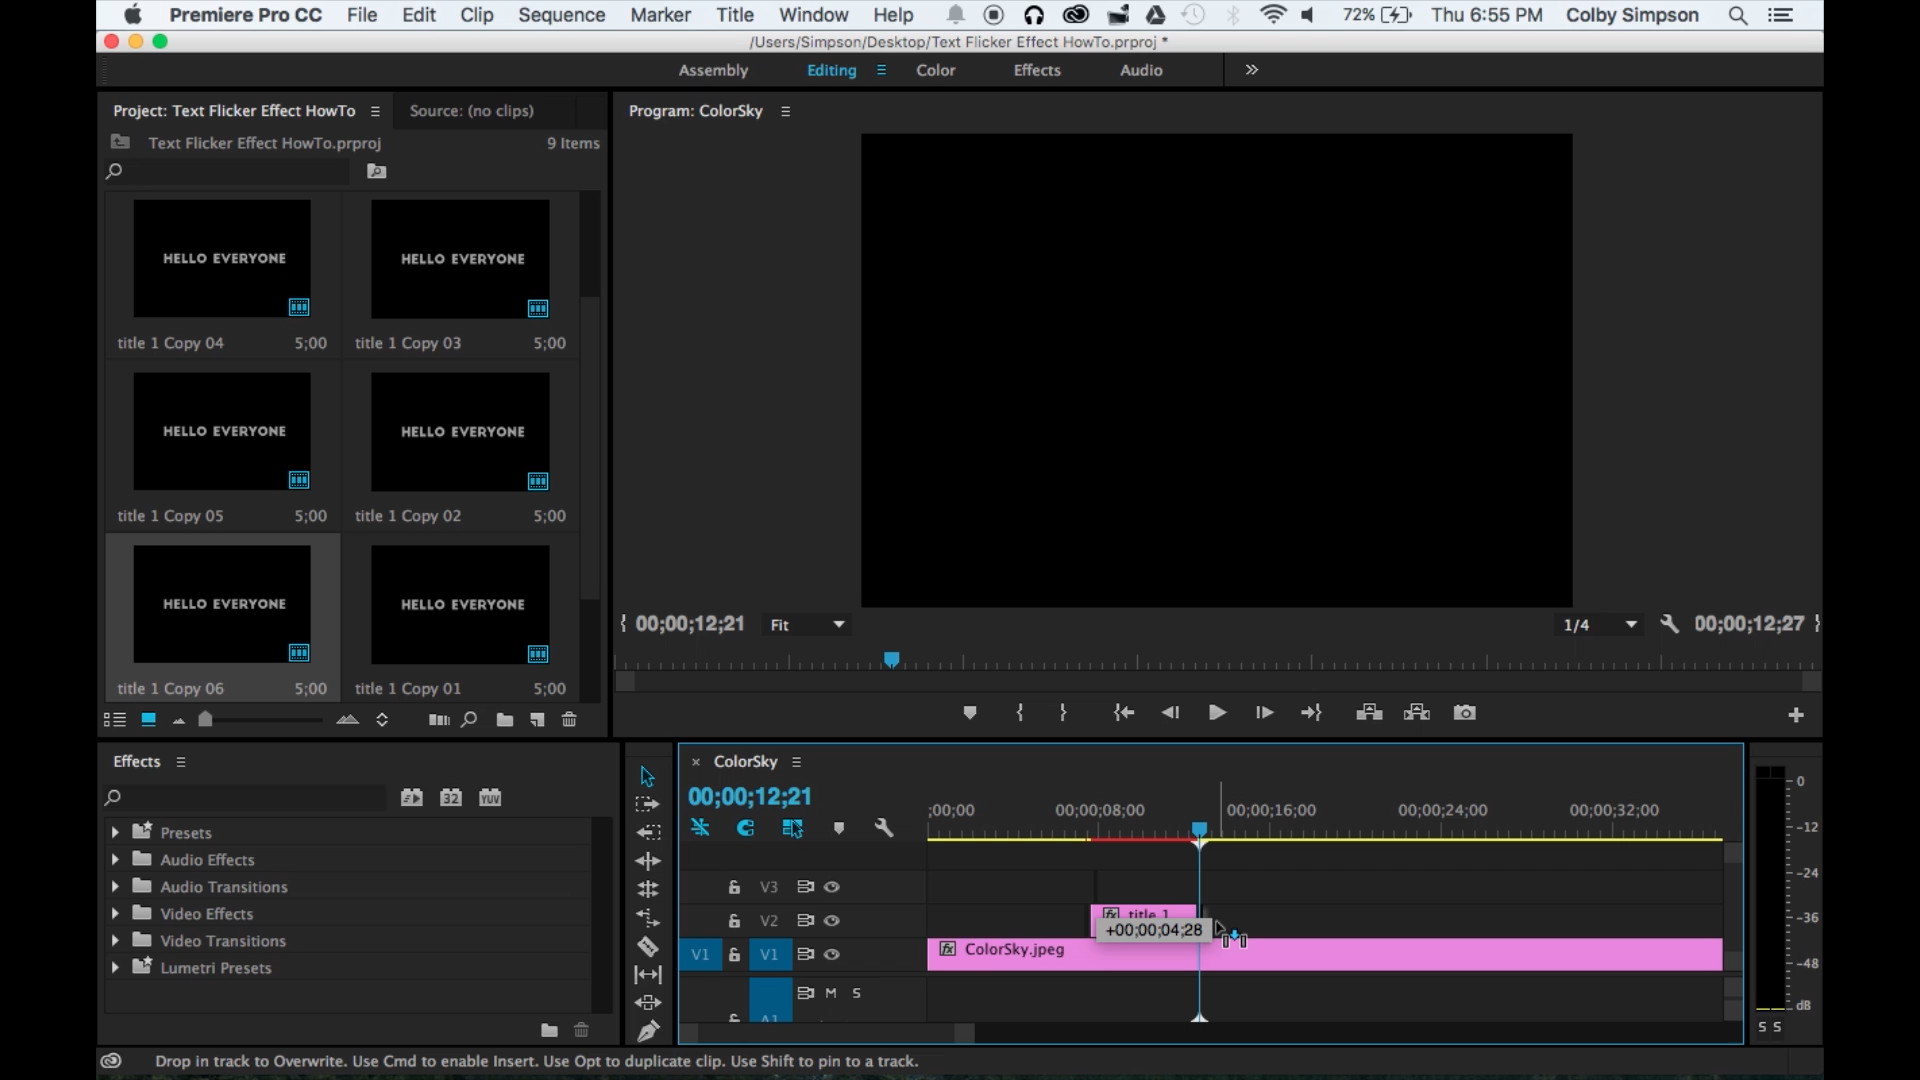 Premiere Pro CC File Edit Clip Sequence Marker Title Window Help 72% Thu 6:55 PM Colby Simpson
/Users/Simpson/Desktop/Text Flicker Effect HowTo.prproj *
Assembly Editing Color Effects Audio
Project: Text Flicker Effect HowTo Source: (no clips)
Text Flicker Effect HowTo.prproj 9 Items
HELLO EVERYONE HELLO EVERYONE
title 1 Copy 04 5;00 title 1 Copy 03 5;00
HELLO EVERYONE HELLO EVERYONE
title 1 Copy 05 5;00 title 1 Copy 02 5;00
HELLO EVERYONE HELLO EVERYONE
title 1 Copy 06 5;00 title 1 Copy 01 5;00
Program: ColorSky
00;00;12;21 Fit 1/4 00;00;12;27
Effects
32 YUV
Presets
Audio Effects
Audio Transitions
Video Effects
Video Transitions
Lumetri Presets
ColorSky
00;00;12;21
;00;00 00;00;08;00 00;00;16;00 00;00;24;00 00;00;32;00
V3
V2 fx title 1
+00;00;04;28
V1 V1 fx ColorSky.jpeg
M S
A1
0
-12
-24
-36
-48
dB
S S
Drop in track to Overwrite. Use Cmd to enable Insert. Use Opt to duplicate clip. Use Shift to pin to a track.